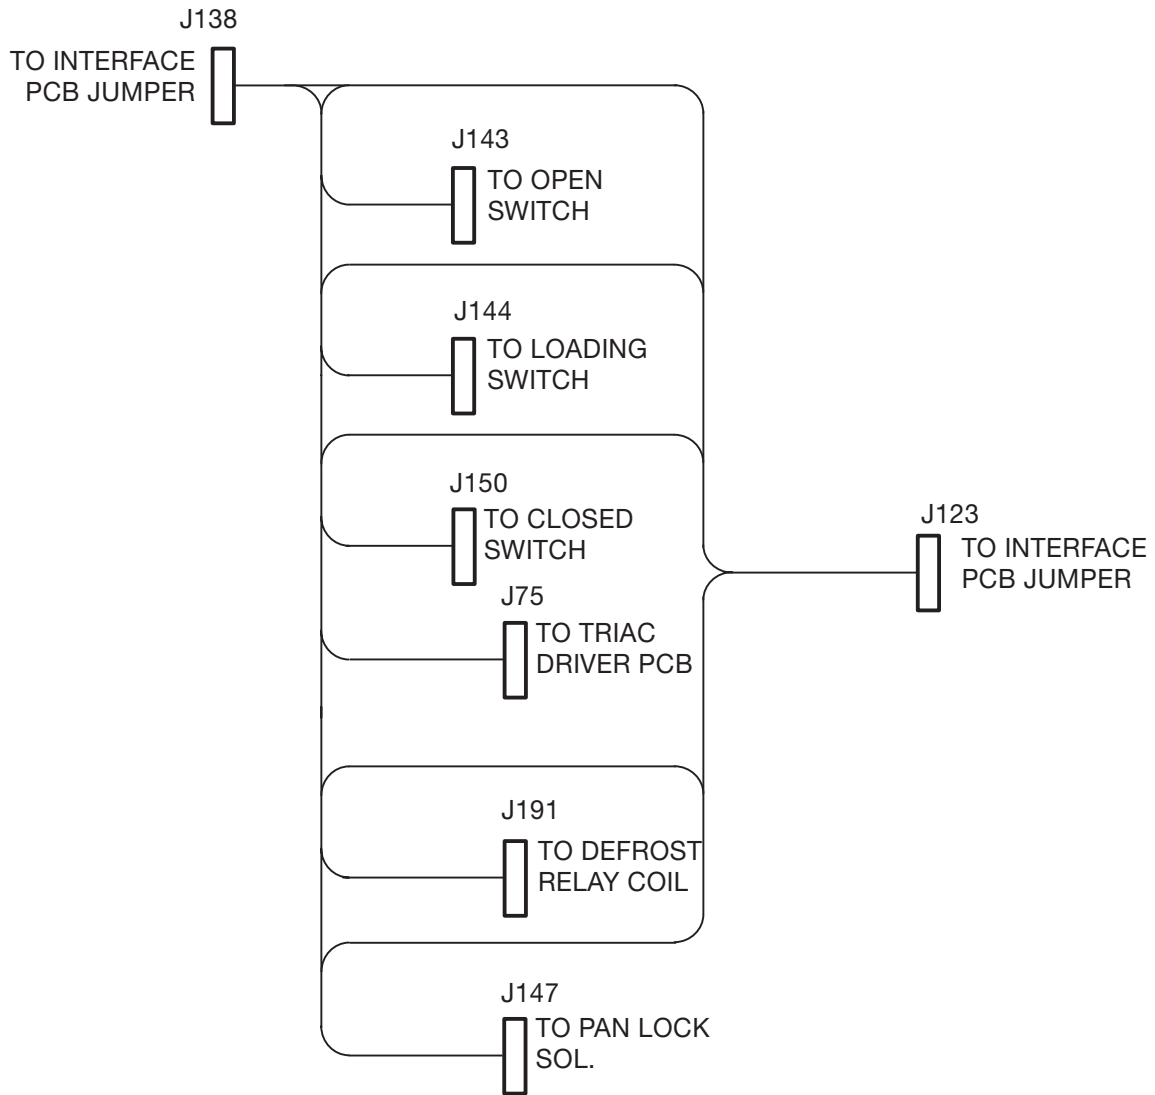 J138
TO INTERFACE
PCB JUMPER
J143
TO OPEN
SWITCH
J144
TO LOADING
SWITCH
J150
TO CLOSED
SWITCH
J123
TO INTERFACE
PCB JUMPER
J75
TO TRIAC
DRIVER PCB
J191
TO DEFROST
RELAY COIL
J147
TO PAN LOCK
SOL.